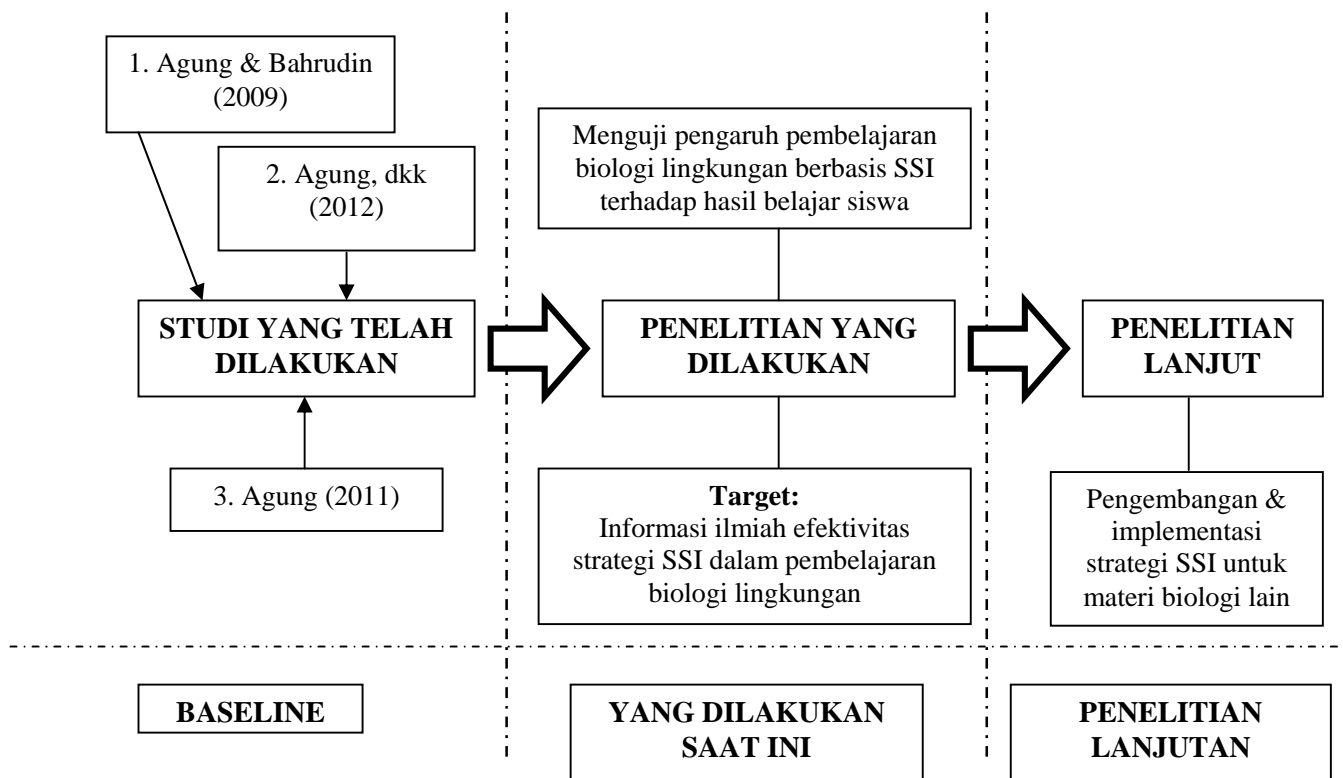 1. Agung & Bahrudin
(2009)
2. Agung, dkk
(2012)
STUDI YANG TELAH
DILAKUKAN
3. Agung (2011)
Menguji pengaruh pembelajaran
biologi lingkungan berbasis SSI
terhadap hasil belajar siswa
PENELITIAN YANG
DILAKUKAN
Target:
Informasi ilmiah efektivitas
strategi SSI dalam pembelajaran
biologi lingkungan
PENELITIAN
LANJUT
Pengembangan &
implementasi
strategi SSI untuk
materi biologi lain
BASELINE
YANG DILAKUKAN
SAAT INI
PENELITIAN
LANJUTAN